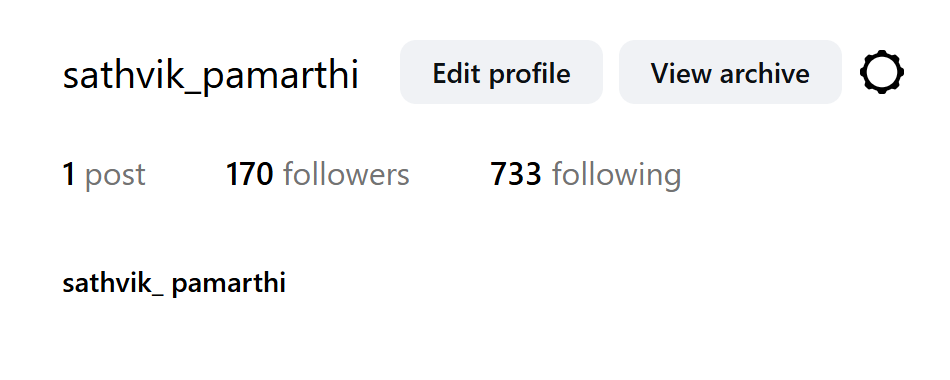 sathvik_pamarthi Edit profile View archive
1 post 170 followers 733 following
sathvik_ pamarthi